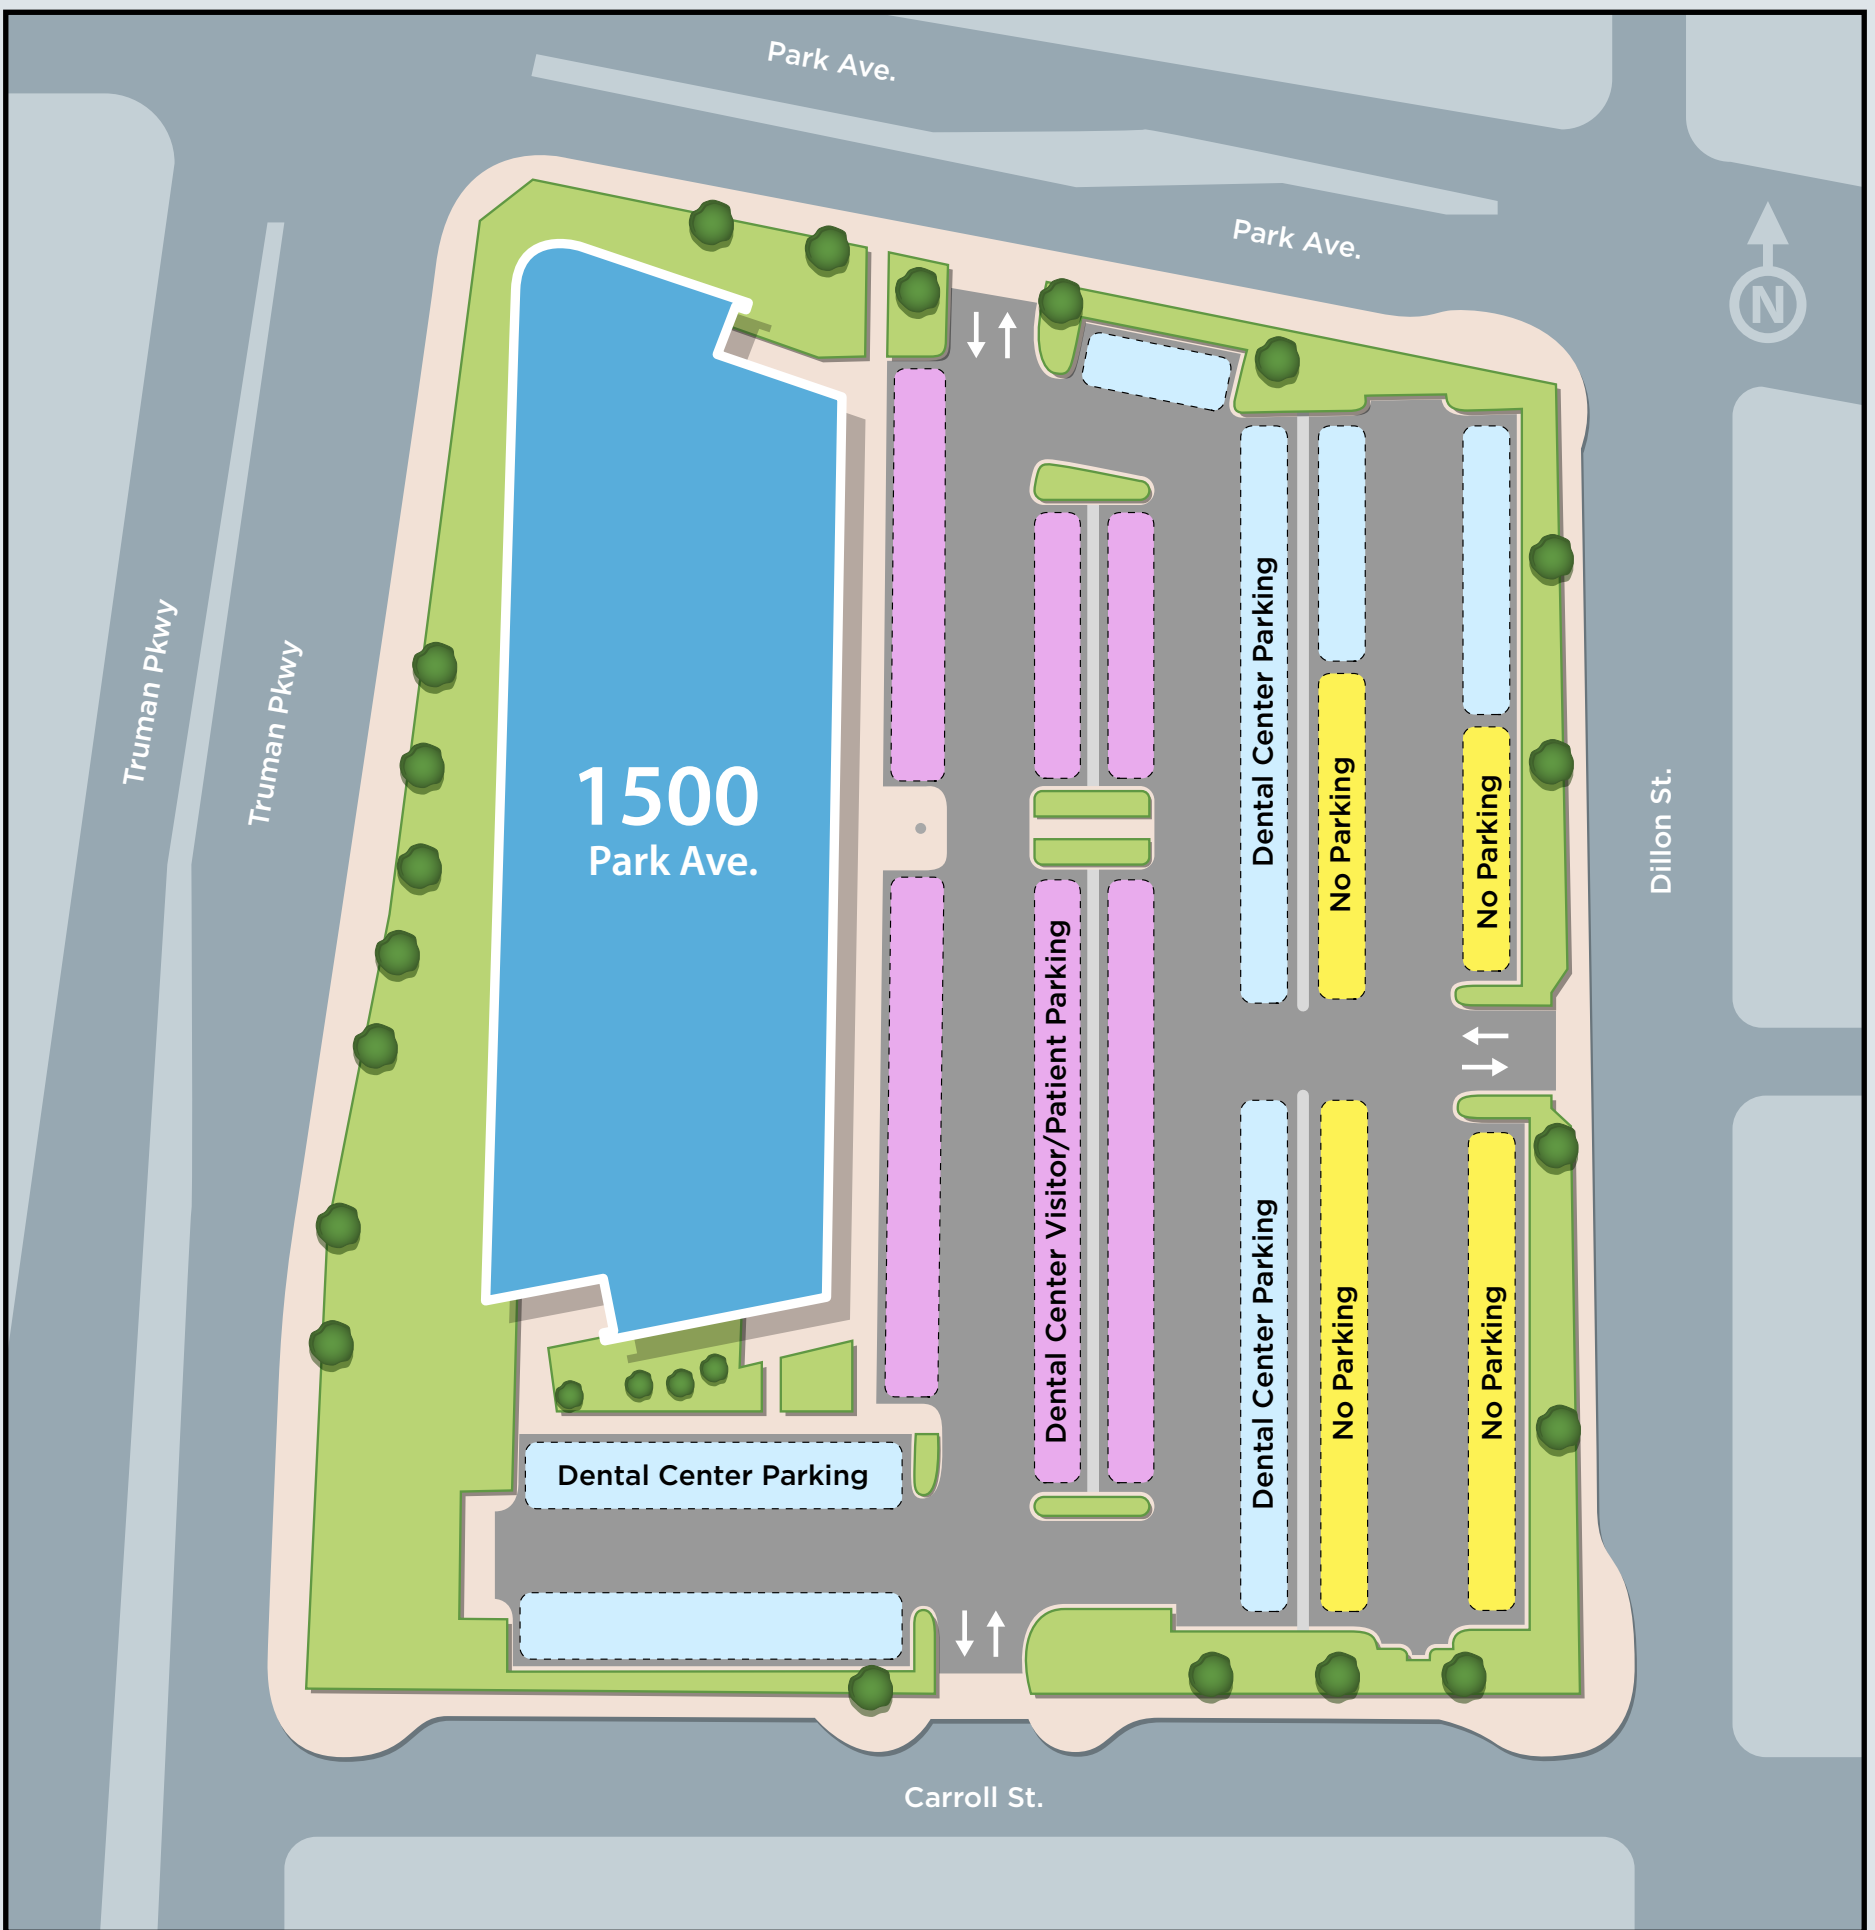 Park Ave.
Park Ave.
N
Truman Pkwy
Truman Pkwy
1500
Park Ave.
Dental Center Parking
No Parking
No Parking
Dillon St.
Dental Center Visitor/Patient Parking
Dental Center Parking
No Parking
No Parking
Dental Center Parking
Carroll St.